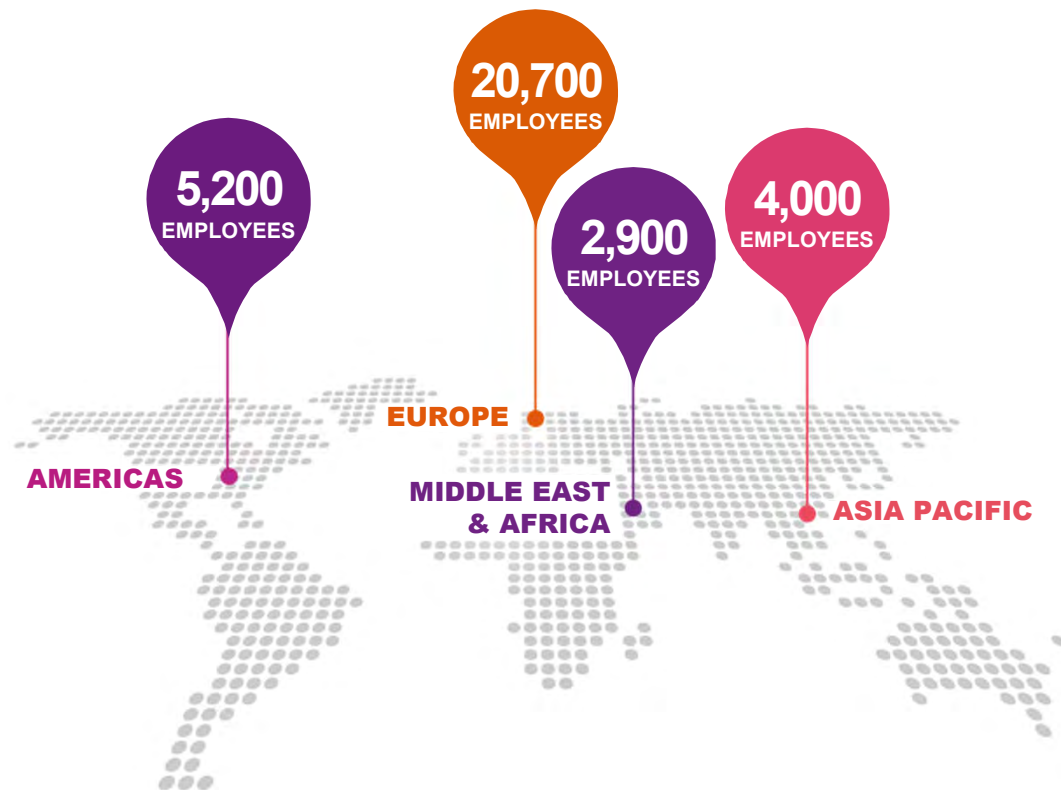 20,700
EMPLOYEES
5,200
EMPLOYEES
4,000
EMPLOYEES
2,900
EMPLOYEES
EUROPE
AMERICAS
MIDDLE EAST
& AFRICA
ASIA PACIFIC